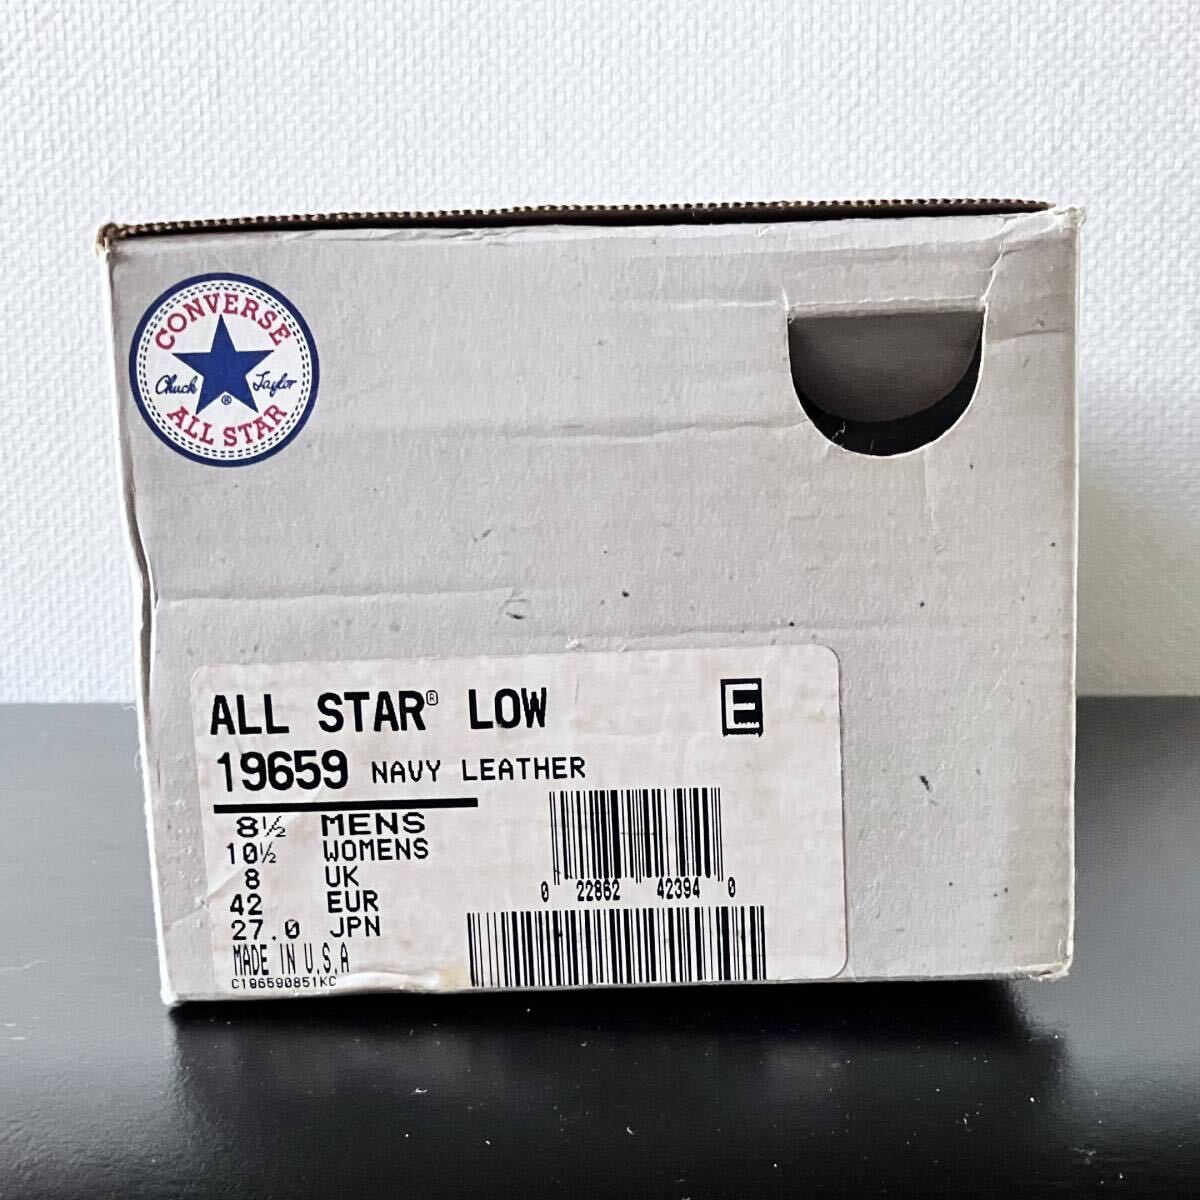 CONVERSE
Chuck Taylor
®
ALL STAR
ALL STAR® LOW E
19659 NAVY LEATHER
8½ MENS
10½ WOMENS
8 UK
42 EUR
27.0 JPN
MADE IN U.S.A
C196590851KC
0 22862 42394 0